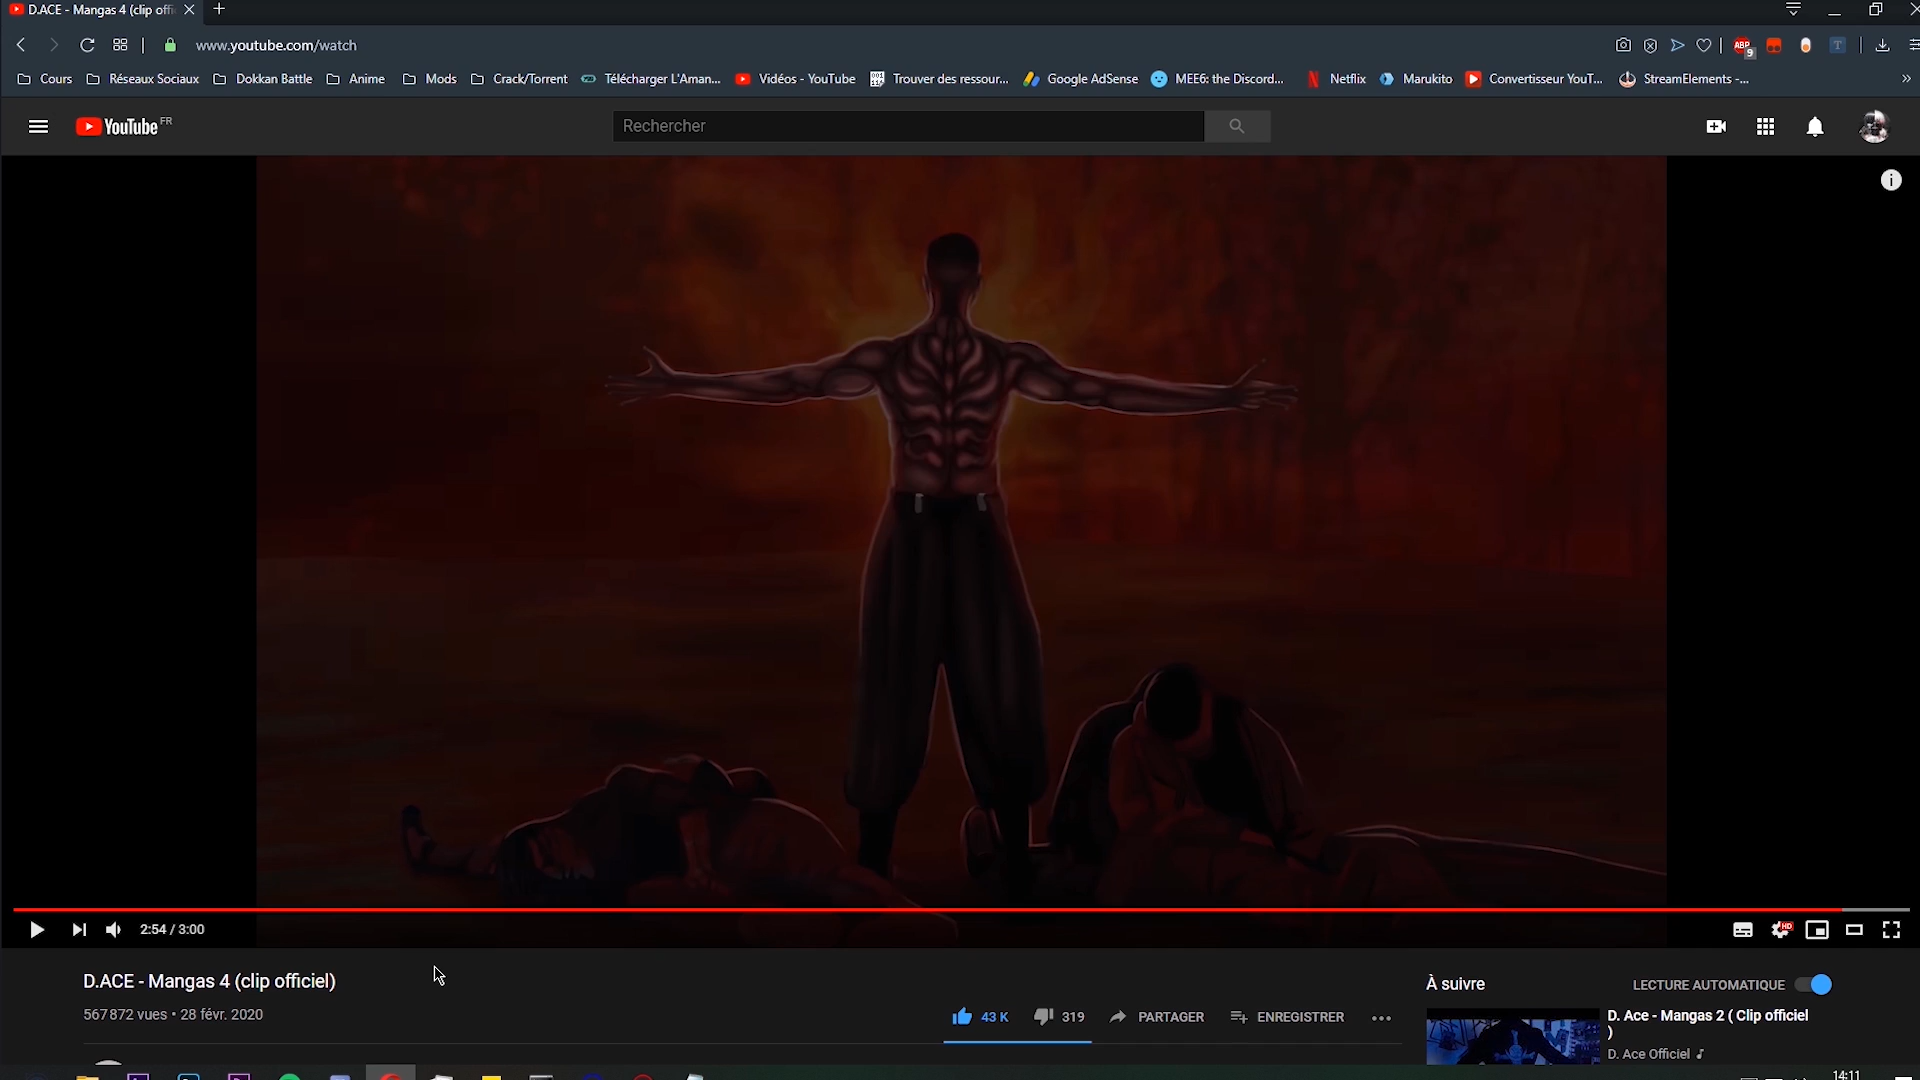 D.ACE - Mangas 4 (clip offi
www.youtube.com/watch
ABP 9
T
Cours Réseaux Sociaux Dokkan Battle Anime Mods Crack/Torrent Télécharger L'Aman... Vidéos - YouTube Trouver des ressour... Google AdSense MEE6: the Discord... Netflix Marukito Convertisseur YouT... StreamElements -...
YouTube FR
Rechercher
2:54 / 3:00
HD
D.ACE - Mangas 4 (clip officiel)
567 872 vues • 28 févr. 2020
43 K 319 PARTAGER ENREGISTRER
À suivre
LECTURE AUTOMATIQUE
D. Ace - Mangas 2 ( Clip officiel
)
D. Ace Officiel
14:11